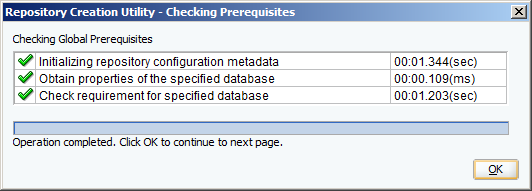 Repository Creation Utility - Checking Prerequisites
Checking Global Prerequisites
Initializing repository configuration metadata 00:01.344(sec)
Obtain properties of the specified database 00:00.109(ms)
Check requirement for specified database 00:01.203(sec)
Operation completed. Click OK to continue to next page.
OK